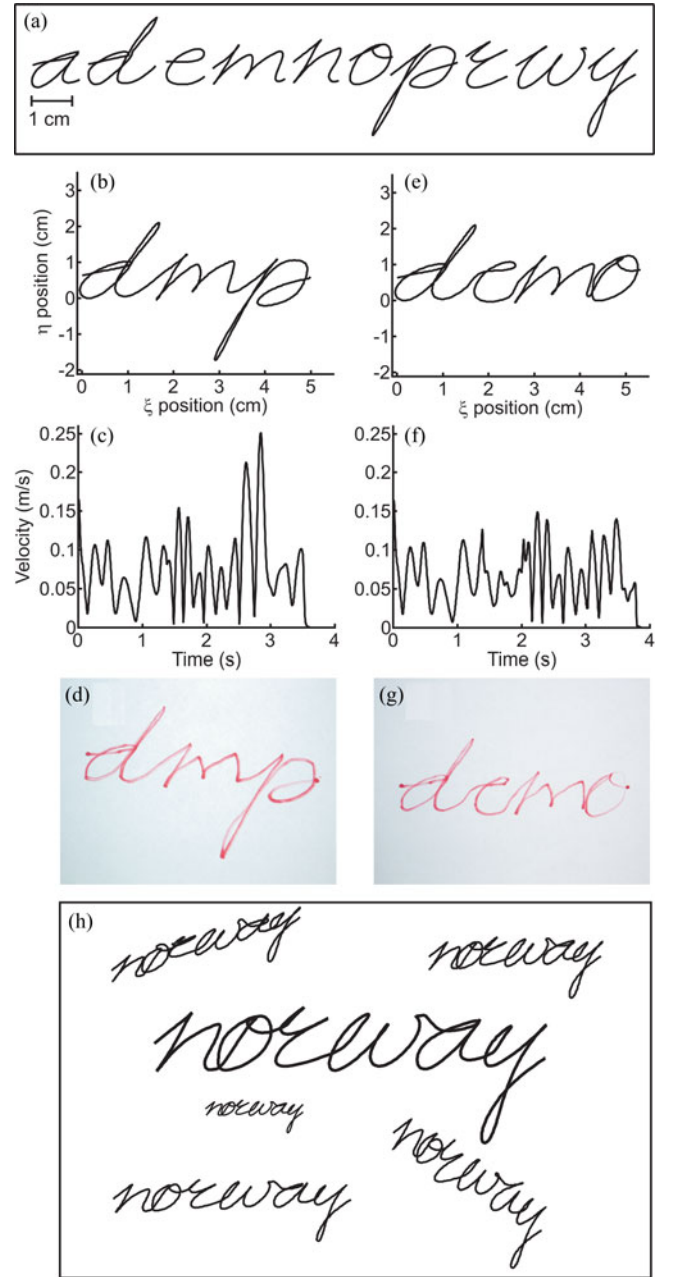 (a)
a d e m n o p r w y
1 cm
(b)
(e)
3
2
1
0
-1
-2
η position (cm)
dmp
0 1 2 3 4 5
ξ position (cm)
3
2
1
0
-1
-2
demo
0 1 2 3 4 5
ξ position (cm)
(c)
(f)
0.25
0.2
0.15
0.1
0.05
0
Velocity (m/s)
0 1 2 3 4
Time (s)
0.25
0.2
0.15
0.1
0.05
0
0 1 2 3 4
Time (s)
(d)
dmp
(g)
demo
(h)
norway
norway
norway
norway
norway
norway